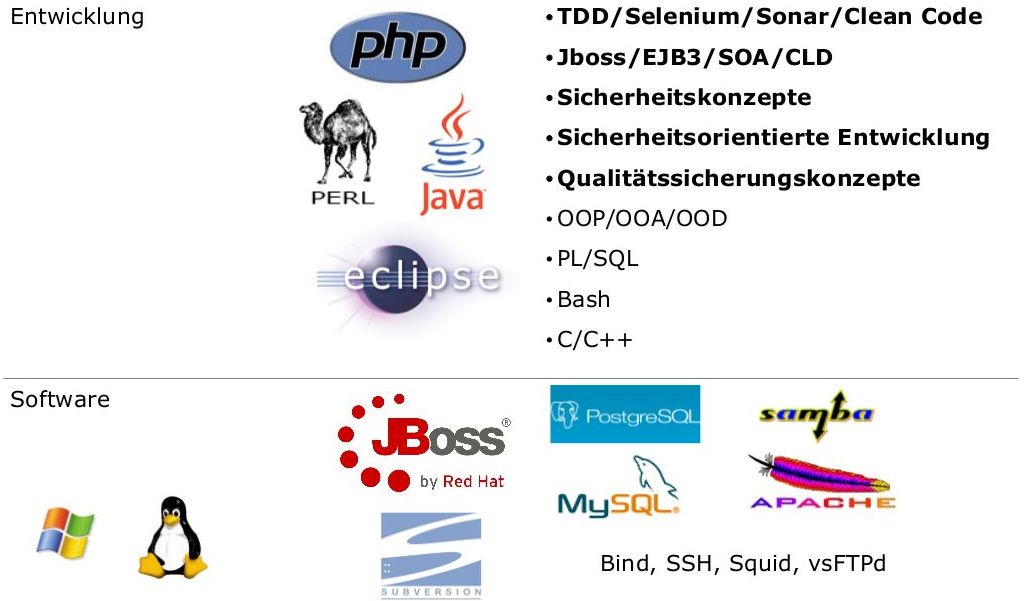 Entwicklung
php
PERL
Java
eclipse
• TDD/Selenium/Sonar/Clean Code
• Jboss/EJB3/SOA/CLD
• Sicherheitskonzepte
• Sicherheitsorientierte Entwicklung
• Qualitätssicherungskonzepte
• OOP/OOA/OOD
• PL/SQL
• Bash
• C/C++
Software
JBoss®
by Red Hat
SUBVERSION
PostgreSQL
samba
MySQL®
APACHE
Bind, SSH, Squid, vsFTPd